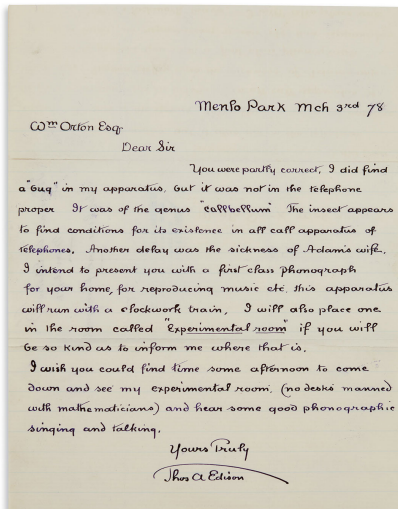 Menlo Park Mch 3rd 78
Wm Orton Esq.
Dear Sir
You were partly correct, I did find
a "bug" in my apparatus, but it was not in the telephone
proper It was of the genus "callbellum" The insect appears
to find conditions for its existence in all call apparatus of
telephones. Another delay was the sickness of Adams wife.
I intend to present you with a first class phonograph
for your home, for reproducing music etc. this apparatus
will run with a clockwork train, I will also place one
in the room called "Experimental room" if you will
be so kind as to inform me where that is.
I wish you could find time some afternoon to come
down and see my experimental room, (no desks manned
with mathematicians) and hear some good phonographic
singing and talking.
Yours Truly
Thos A Edison